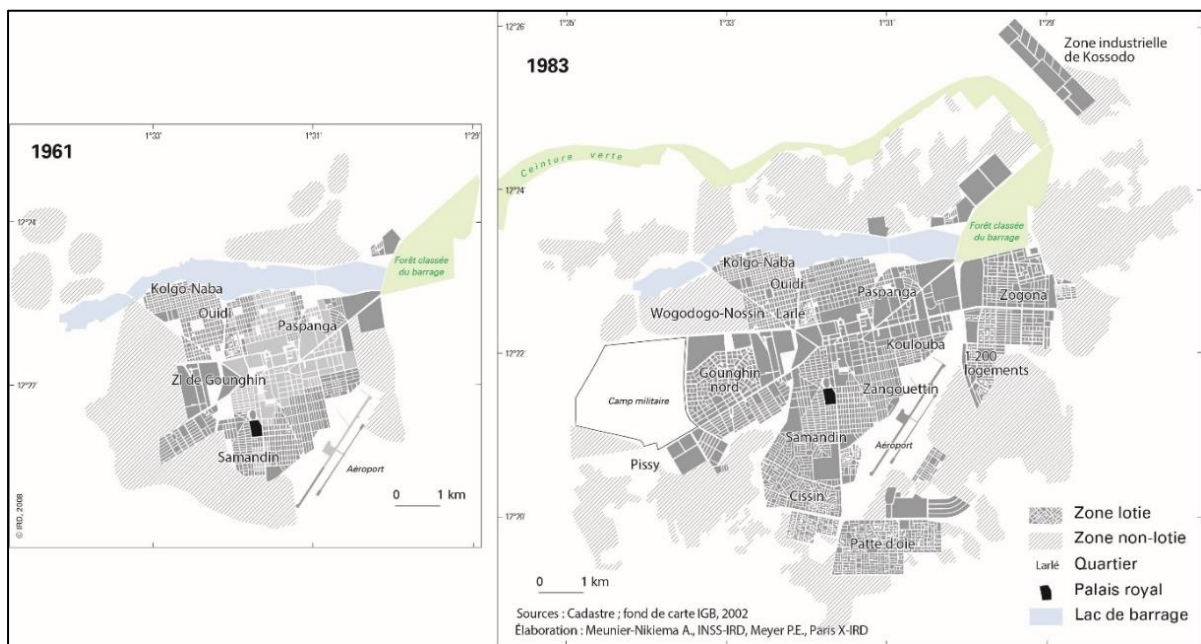 1961
1°33'
1°31'
1°29'
12°24'
12°27'
Forêt classée
du barrage
Kolgo-Naba
Ouidi
Paspanga
ZI de Gounghin
Samandin
Aéroport
0 1 km
© IRD, 2008
1983
1°35'
1°33'
1°31'
1°29'
12°26'
12°24'
12°22'
12°20'
Zone industrielle
de Kossodo
Ceinture verte
Forêt classée
du barrage
Kolgo-Naba
Ouidi
Paspanga
Zogona
Wogodogo-Nossin
Larlé
Koulouba
1 200
logements
Gounghin
nord
Zangouettin
Camp militaire
Samandin
Aéroport
Pissy
Cissin
Patte d'oie
0 1 km
Zone lotie
Zone non-lotie
Larlé Quartier
Palais royal
Lac de barrage
Sources : Cadastre ; fond de carte IGB, 2002
Élaboration : Meunier-Nikiema A., INSS-IRD, Meyer P.E., Paris X-IRD